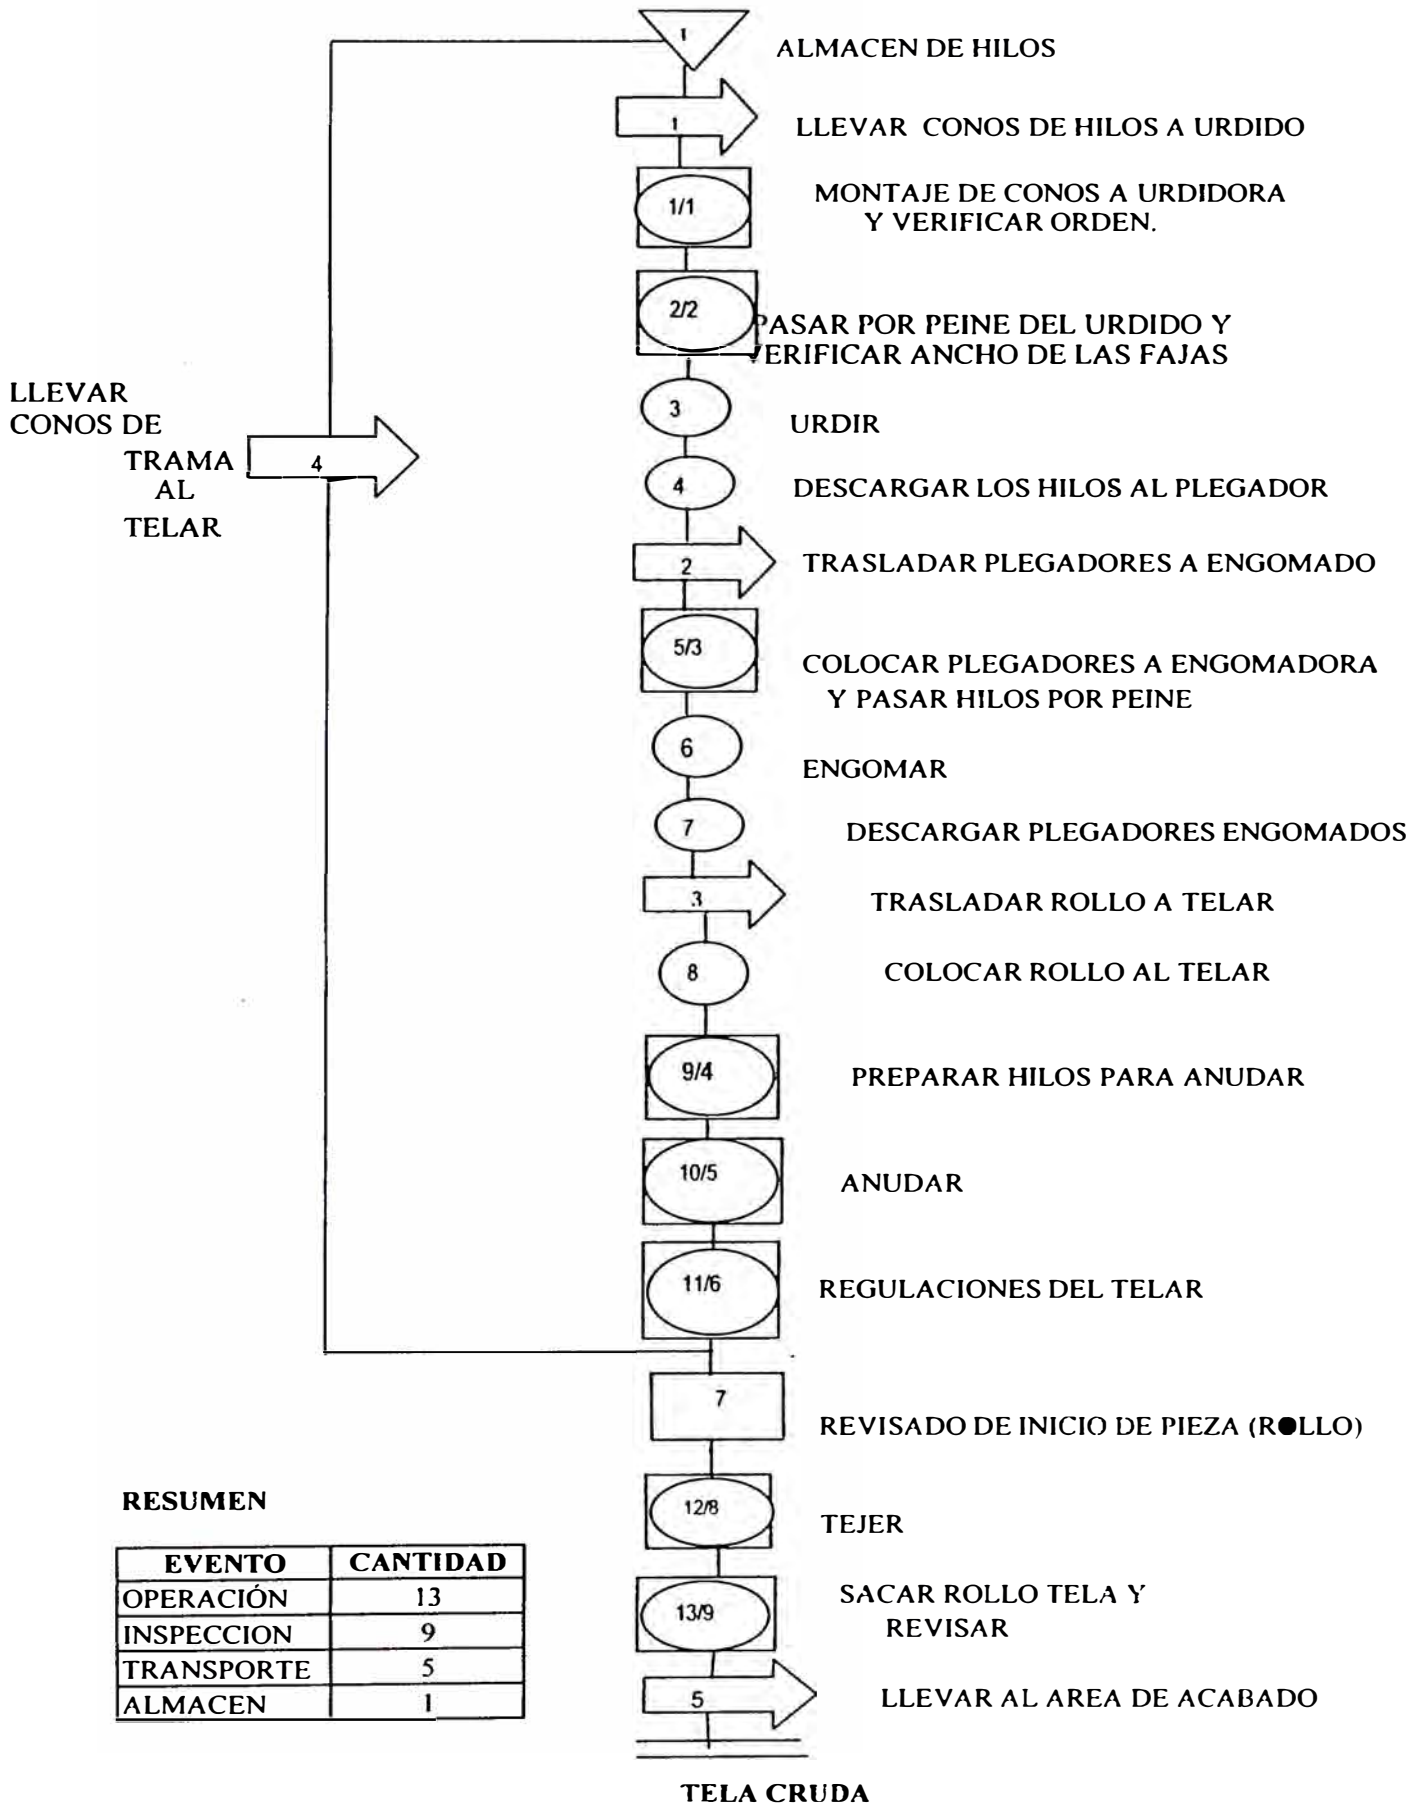 1
ALMACEN DE HILOS
1
LLEVAR CONOS DE HILOS A URDIDO
1/1
MONTAJE DE CONOS A URDIDORA
Y VERIFICAR ORDEN.
2/2
PASAR POR PEINE DEL URDIDO Y
VERIFICAR ANCHO DE LAS FAJAS
3
URDIR
LLEVAR
CONOS DE
TRAMA
AL
TELAR
4
4
DESCARGAR LOS HILOS AL PLEGADOR
2
TRASLADAR PLEGADORES A ENGOMADO
5/3
COLOCAR PLEGADORES A ENGOMADORA
Y PASAR HILOS POR PEINE
6
ENGOMAR
7
DESCARGAR PLEGADORES ENGOMADOS
3
TRASLADAR ROLLO A TELAR
8
COLOCAR ROLLO AL TELAR
9/4
PREPARAR HILOS PARA ANUDAR
10/5
ANUDAR
11/6
REGULACIONES DEL TELAR
7
REVISADO DE INICIO DE PIEZA (ROLLO)
12/8
TEJER
13/9
SACAR ROLLO TELA Y
REVISAR
5
LLEVAR AL AREA DE ACABADO
TELA CRUDA
RESUMEN
EVENTO CANTIDAD
OPERACIÓN 13
INSPECCION 9
TRANSPORTE 5
ALMACEN 1